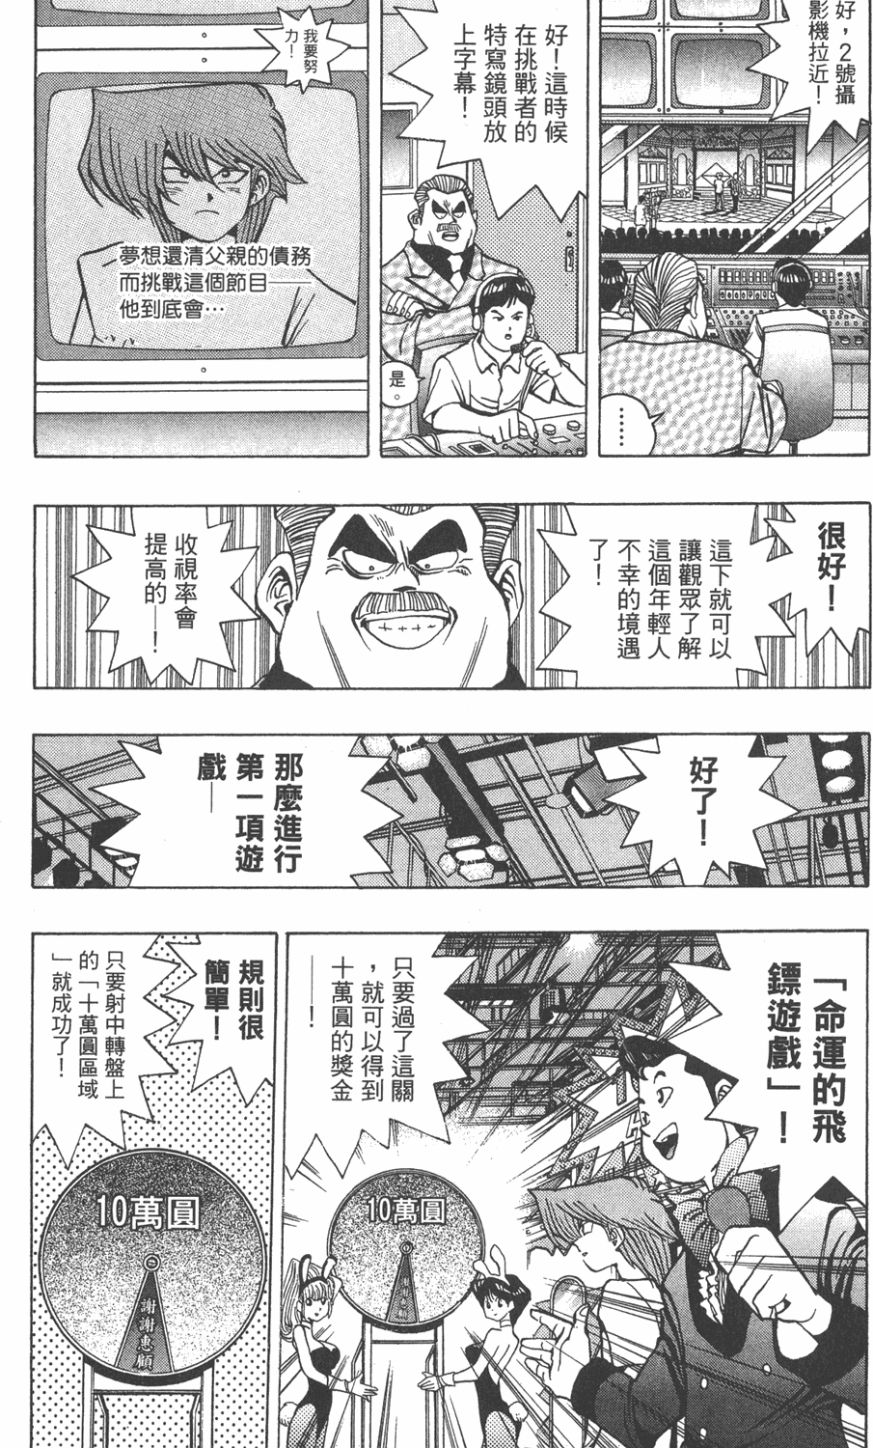 好，2號攝
影機拉近！
……
好！這時候
在挑戰者的
特寫鏡頭放
上字幕！
是。
我要努
力！
夢想還清父親的債務
而挑戰這個節目——
他到底會…
很好！
這下就可以
讓觀眾了解
這個年輕人
不幸的境遇
了！
收視率會
提高的—！
好了！
那麼進行
第一項遊
戲—
「命運的飛
鏢遊戲」！
只要過了這關
，就可以得到
十萬圓的獎金
——！
10萬圓
謝謝惠顧
規則很
簡單！
只要射中轉盤上
的「十萬圓區域
」就成功了！
10萬圓
謝謝惠顧